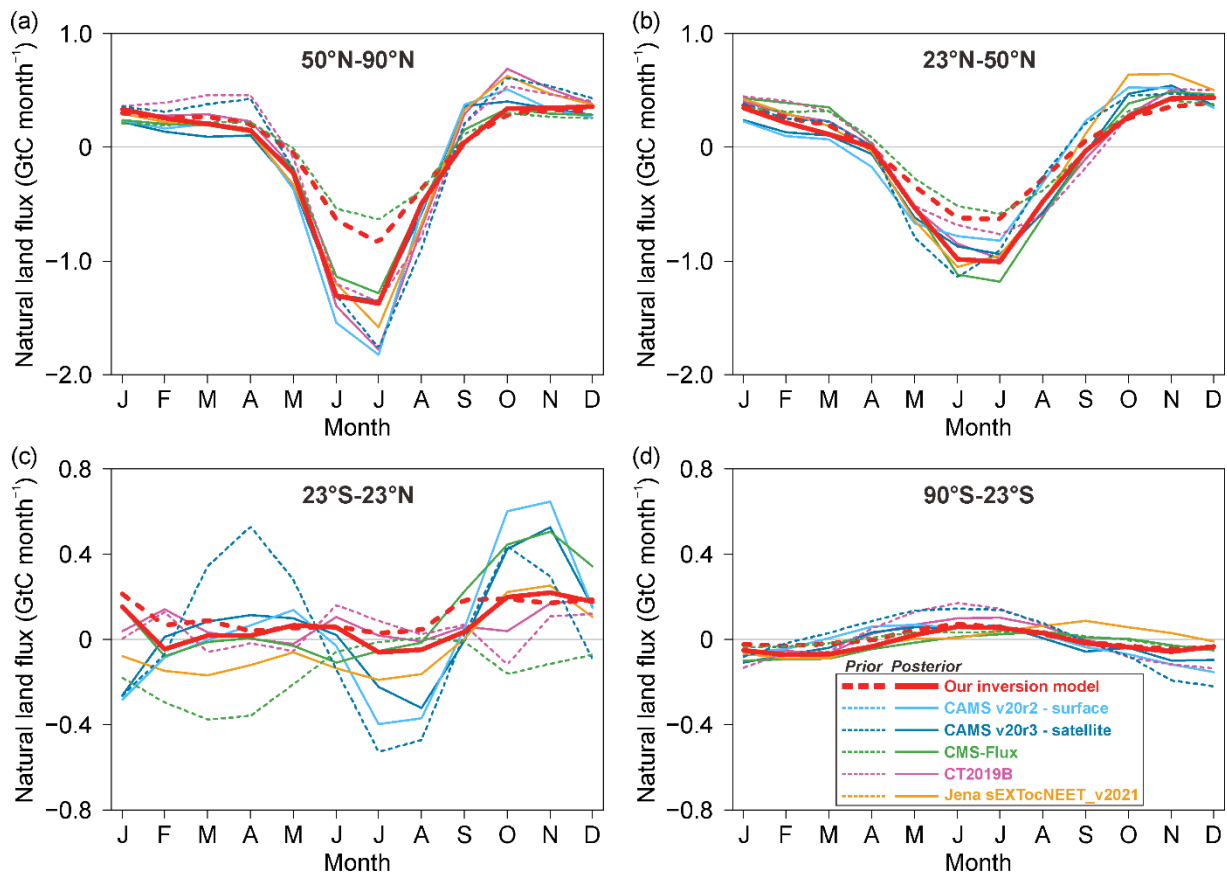 (a)
50°N-90°N
Natural land flux (GtC month⁻¹)
1.0
0
−1.0
−2.0
J F M A M J J A S O N D
Month
(b)
23°N-50°N
Natural land flux (GtC month⁻¹)
1.0
0
−1.0
−2.0
J F M A M J J A S O N D
Month
(c)
23°S-23°N
Natural land flux (GtC month⁻¹)
0.8
0.4
0
−0.4
−0.8
J F M A M J J A S O N D
Month
(d)
90°S-23°S
Natural land flux (GtC month⁻¹)
0.8
0.4
0
−0.4
−0.8
Prior Posterior
Our inversion model
CAMS v20r2 - surface
CAMS v20r3 - satellite
CMS-Flux
CT2019B
Jena sEXTocNEET_v2021
J F M A M J J A S O N D
Month